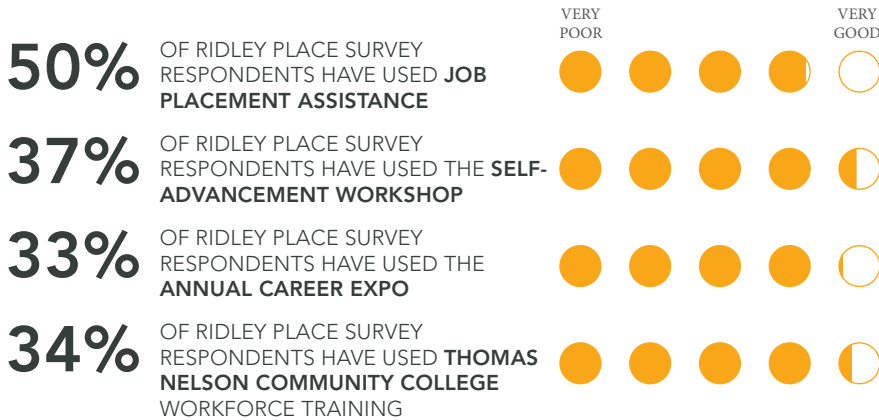 VERY
POOR
VERY
GOOD
50%
OF RIDLEY PLACE SURVEY
RESPONDENTS HAVE USED JOB
PLACEMENT ASSISTANCE
37%
OF RIDLEY PLACE SURVEY
RESPONDENTS HAVE USED THE SELF-
ADVANCEMENT WORKSHOP
33%
OF RIDLEY PLACE SURVEY
RESPONDENTS HAVE USED THE
ANNUAL CAREER EXPO
34%
OF RIDLEY PLACE SURVEY
RESPONDENTS HAVE USED THOMAS
NELSON COMMUNITY COLLEGE
WORKFORCE TRAINING